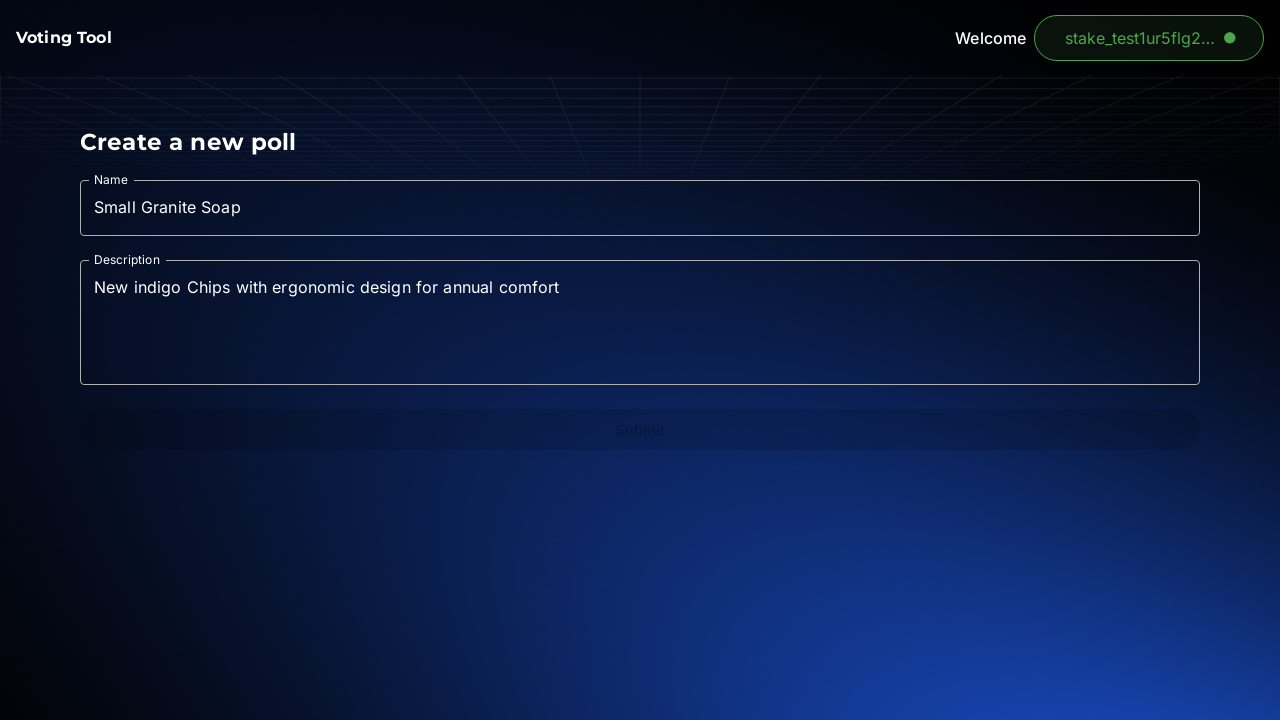 Voting Tool
Welcome
stake_test1ur5flg2...
Create a new poll
Name
Small Granite Soap
Description
New indigo Chips with ergonomic design for annual comfort
Submit